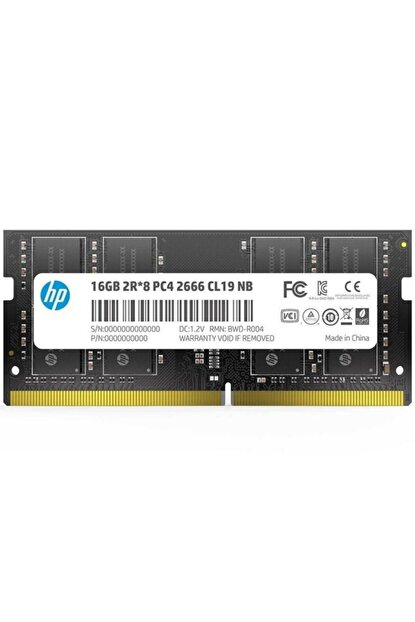 hp
16GB 2R*8 PC4 2666 CL19 NB
S/N:0000000000000
DC:1.2V RMN: BWD-R004
P/N:0000000000
WARRANTY VOID IF REMOVED
FC
VCI
Made in China